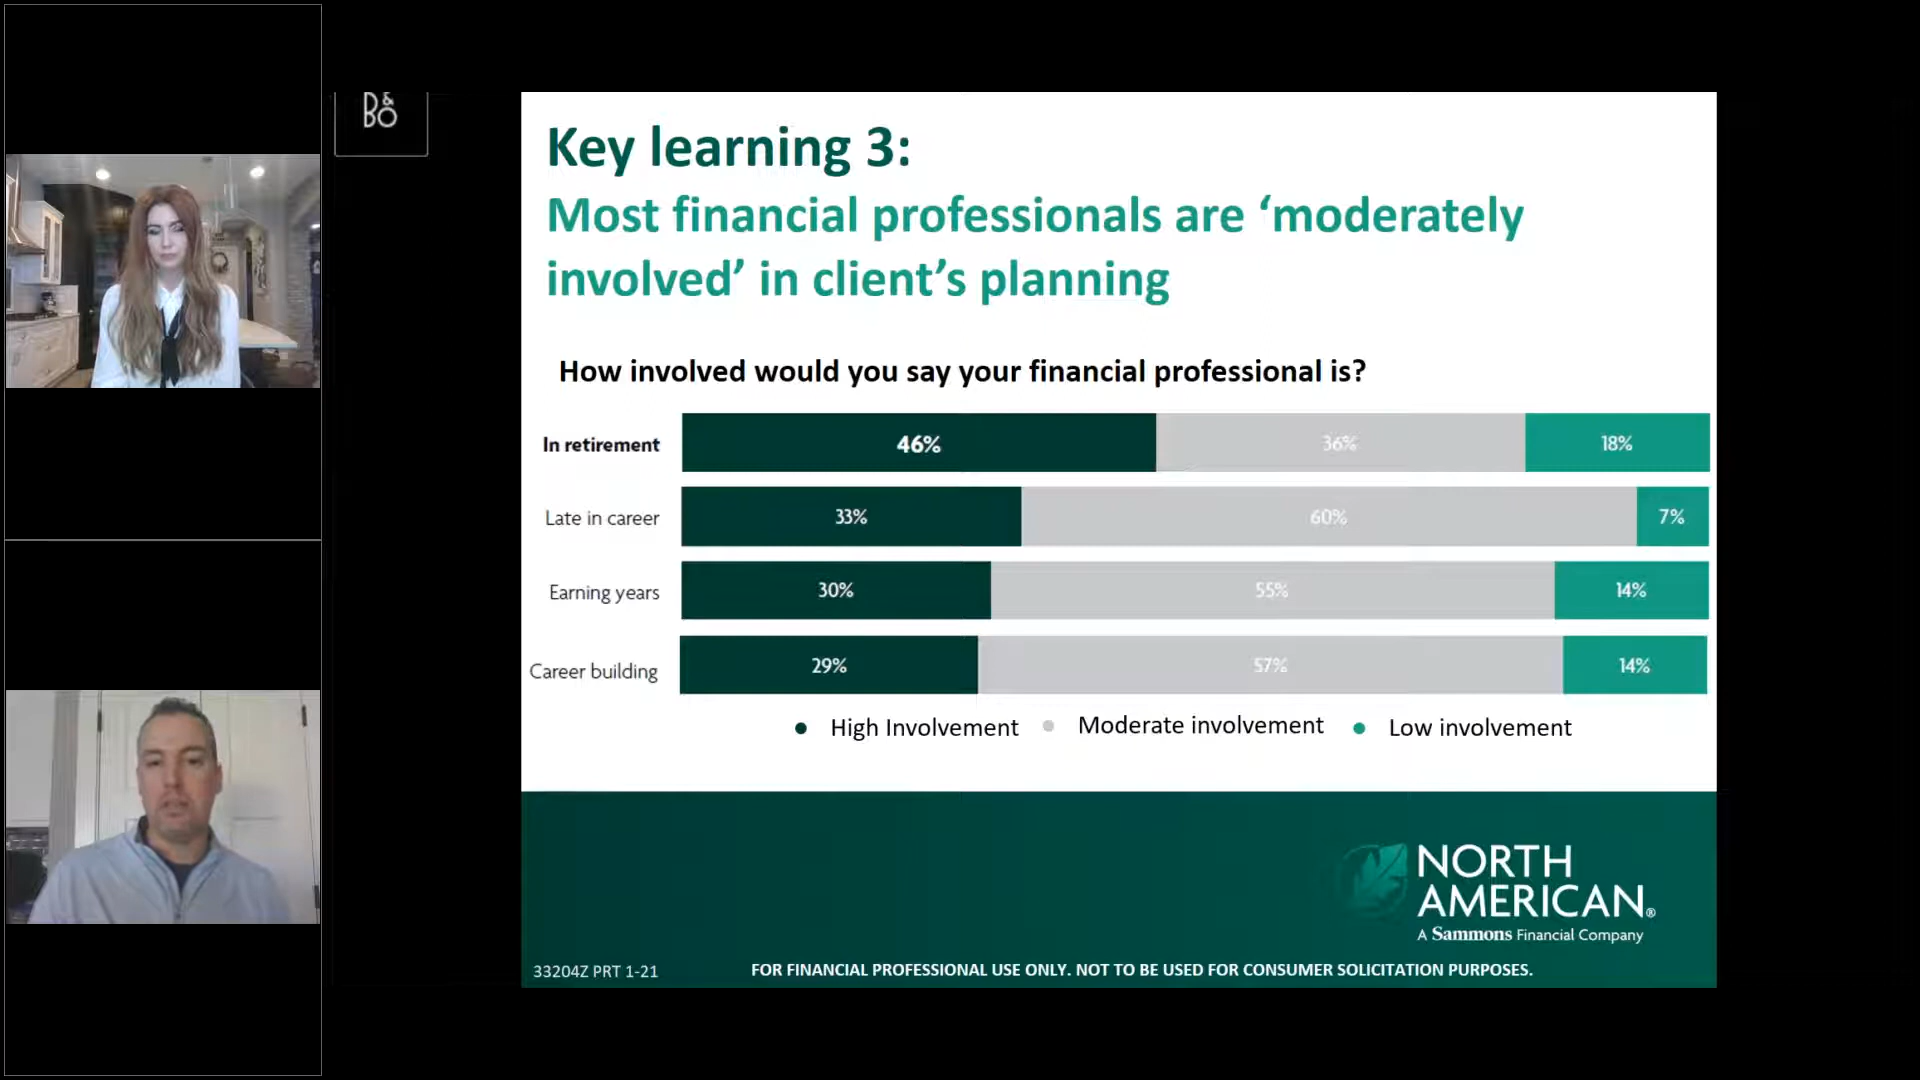 B&
BO
Key learning 3:
Most financial professionals are ‘moderately
involved’ in client’s planning
How involved would you say your financial professional is?
In retirement 46% 36% 18%
Late in career 33% 60% 7%
Earning years 30% 55% 14%
Career building 29% 57% 14%
High Involvement Moderate involvement Low involvement
NORTH
AMERICAN®
A Sammons Financial Company
33204Z PRT 1-21 FOR FINANCIAL PROFESSIONAL USE ONLY. NOT TO BE USED FOR CONSUMER SOLICITATION PURPOSES.